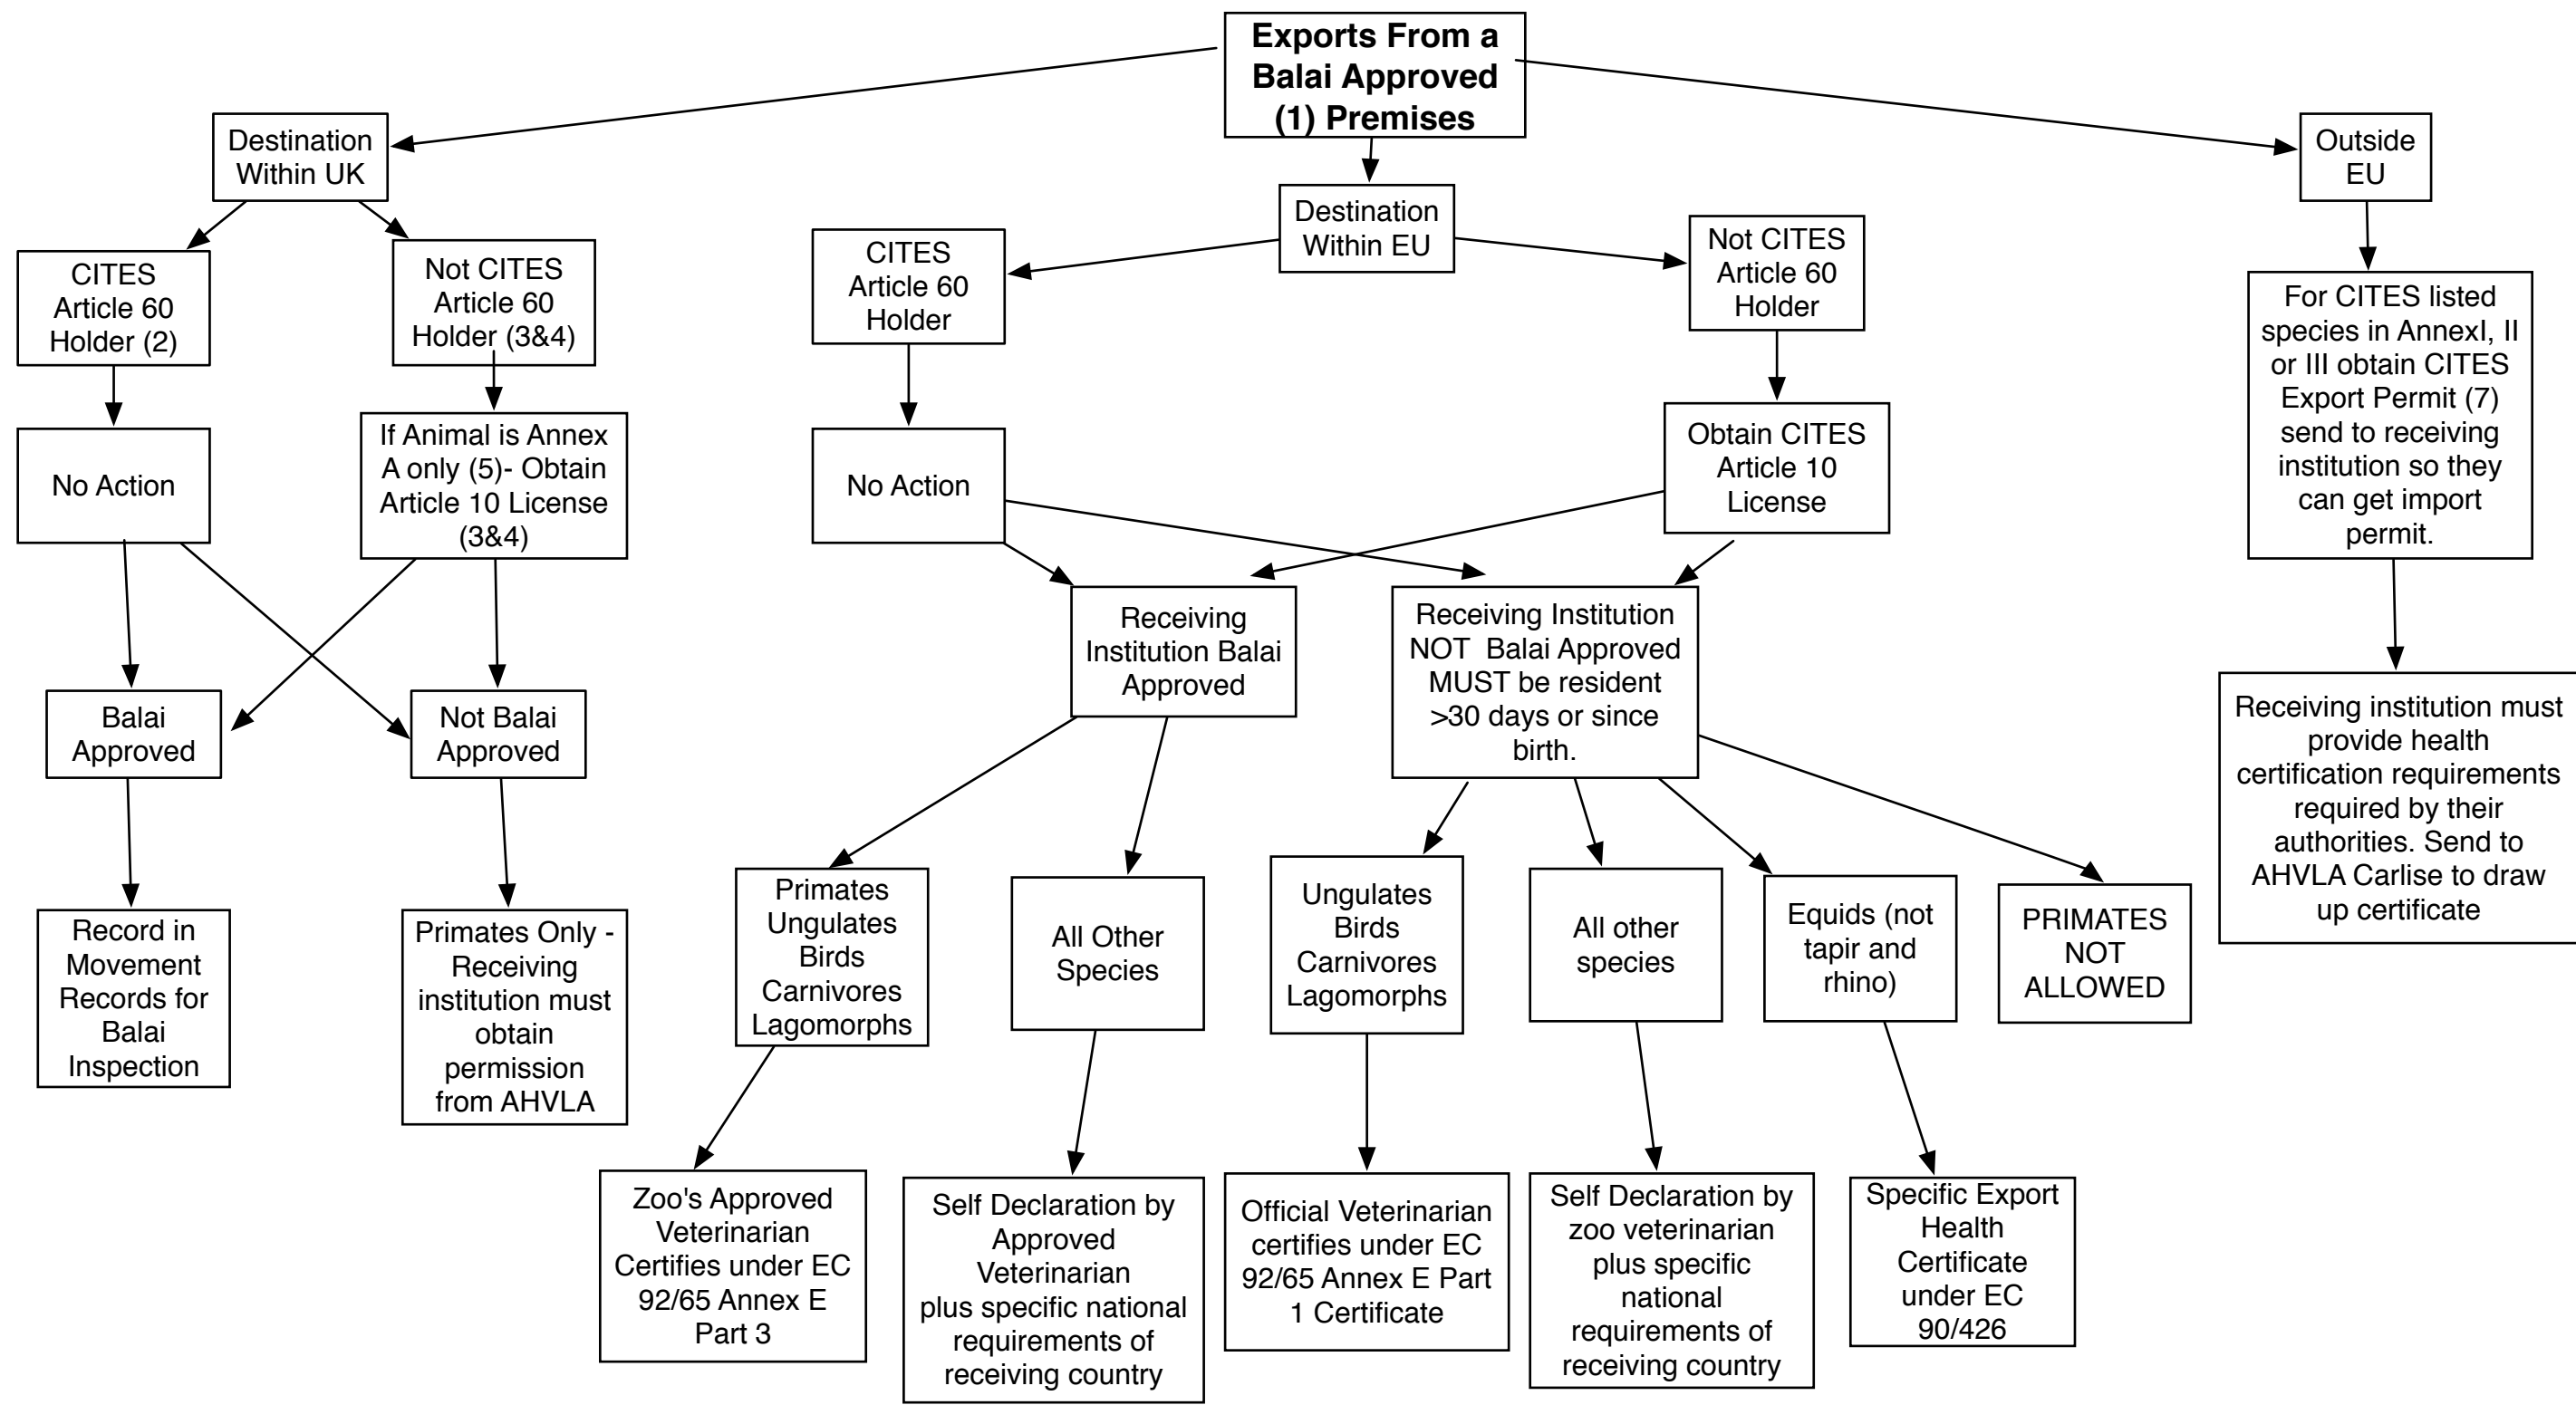 Exports From a
Balai Approved
(1) Premises
Destination
Within UK
Outside
EU
Destination
Within EU
CITES
Article 60
Holder (2)
Not CITES
Article 60
Holder (3&4)
CITES
Article 60
Holder
Not CITES
Article 60
Holder
For CITES listed
species in AnnexI, II
or III obtain CITES
Export Permit (7)
send to receiving
institution so they
can get import
permit.
No Action
If Animal is Annex
A only (5)- Obtain
Article 10 License
(3&4)
No Action
Obtain CITES
Article 10
License
Receiving
Institution Balai
Approved
Receiving Institution
NOT  Balai Approved
MUST be resident
>30 days or since
birth.
Balai
Approved
Not Balai
Approved
Receiving institution must
provide health
certification requirements
required by their
authorities. Send to
AHVLA Carlise to draw
up certificate
Record in
Movement
Records for
Balai
Inspection
Primates Only -
Receiving
institution must
obtain
permission
from AHVLA
Primates
Ungulates
Birds
Carnivores
Lagomorphs
All Other
Species
Ungulates
Birds
Carnivores
Lagomorphs
All other
species
Equids (not
tapir and
rhino)
PRIMATES
NOT
ALLOWED
Zoo's Approved
Veterinarian
Certifies under EC
92/65 Annex E
Part 3
Self Declaration by
Approved
Veterinarian
plus specific national
requirements of
receiving country
Official Veterinarian
certifies under EC
92/65 Annex E Part
1 Certificate
Self Declaration by
zoo veterinarian
plus specific
national
requirements of
receiving country
Specific Export
Health
Certificate
under EC
90/426